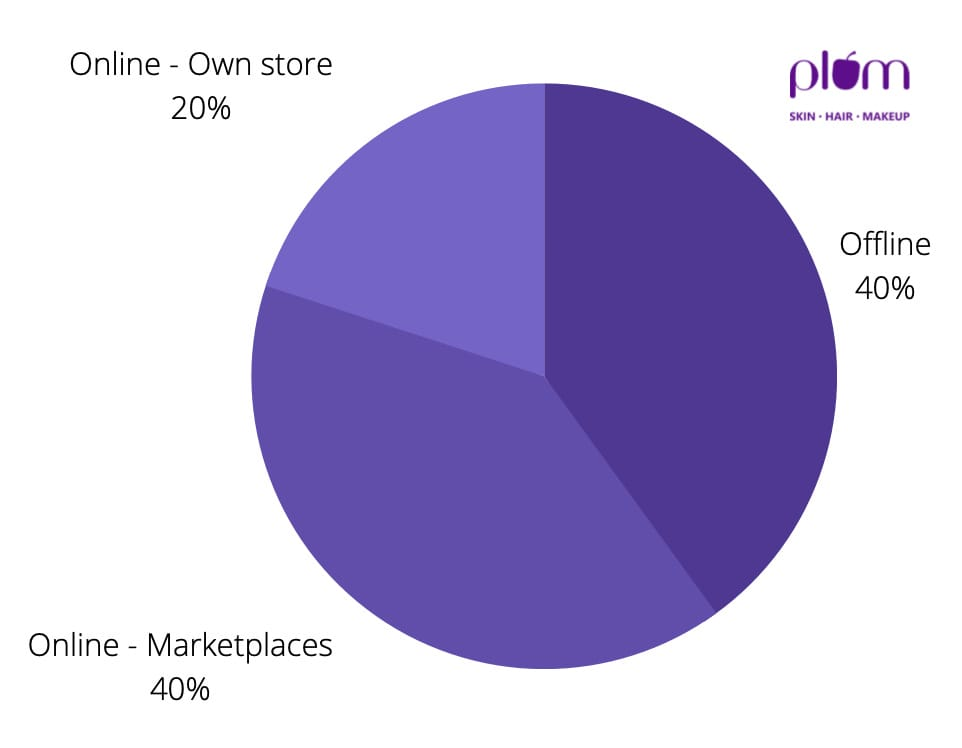 Online - Own store
20%
plum
SKIN · HAIR · MAKEUP
Offline
40%
Online - Marketplaces
40%